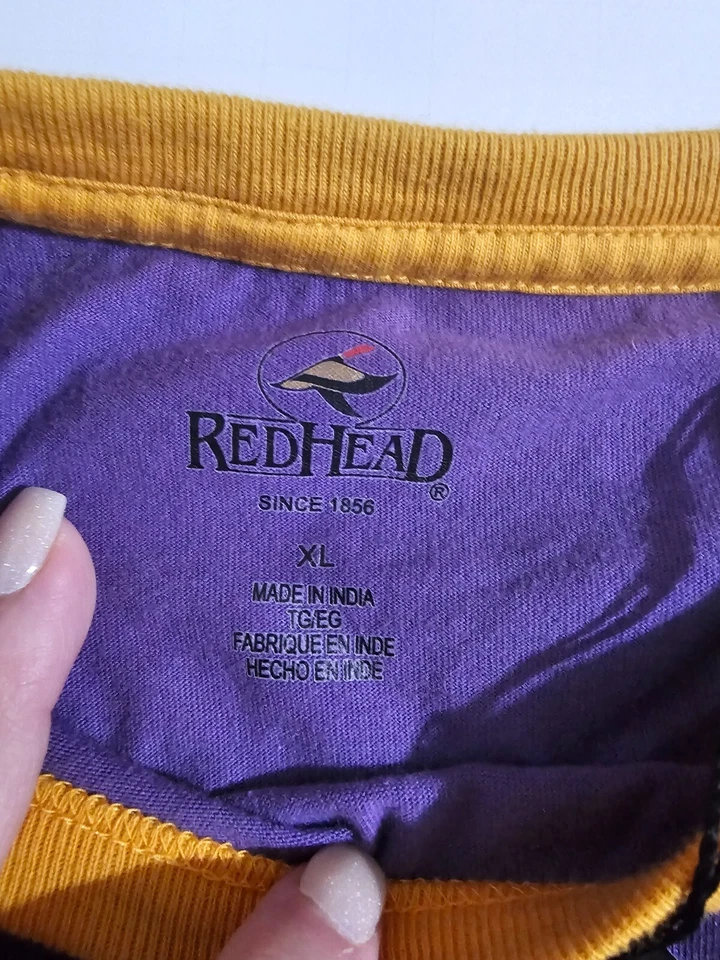 REDHEAD®
SINCE 1856
XL
MADE IN INDIA
TG/EG
FABRIQUE EN INDE
HECHO EN INDE